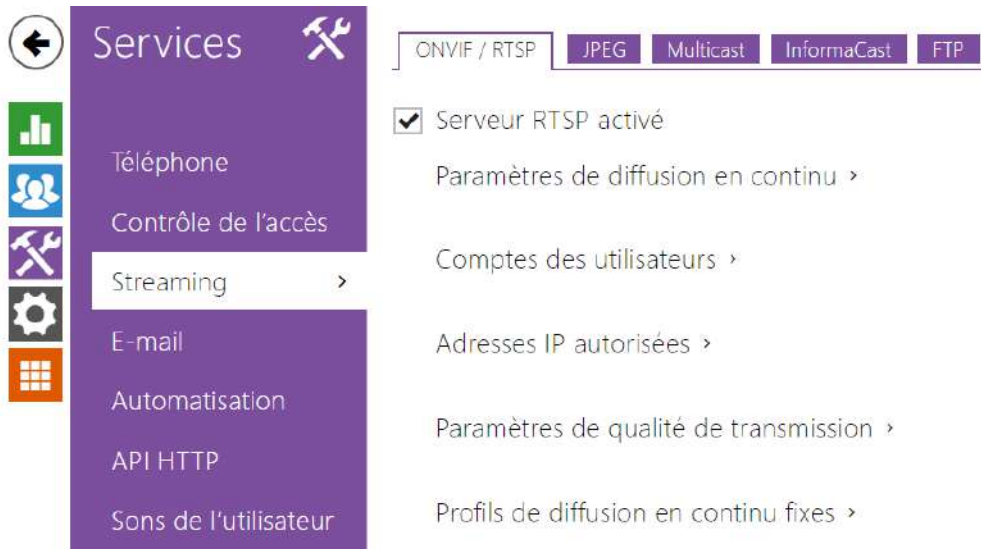 Services
Téléphone
Contrôle de l'accès
Streaming
E-mail
Automatisation
API HTTP
Sons de l'utilisateur
ONVIF / RTSP
JPEG
Multicast
InformaCast
FTP
Serveur RTSP activé
Paramètres de diffusion en continu ›
Comptes des utilisateurs ›
Adresses IP autorisées ›
Paramètres de qualité de transmission ›
Profils de diffusion en continu fixes ›